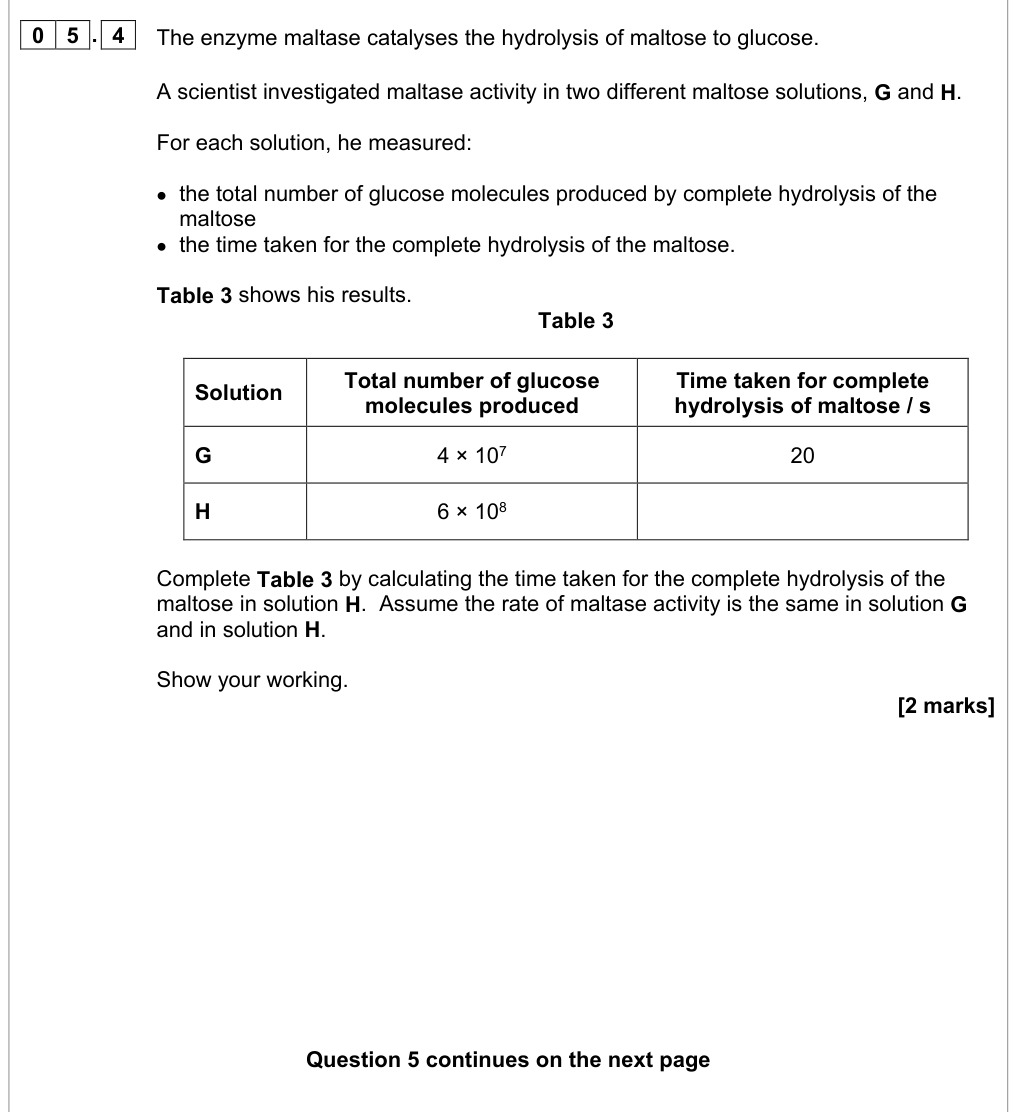 0 5 . 4 The enzyme maltase catalyses the hydrolysis of maltose to glucose.
A scientist investigated maltase activity in two different maltose solutions, G and H.
For each solution, he measured:
• the total number of glucose molecules produced by complete hydrolysis of the
maltose
• the time taken for the complete hydrolysis of the maltose.
Table 3 shows his results.
Table 3
Solution
Total number of glucose
molecules produced
Time taken for complete
hydrolysis of maltose / s
G 4 × 10⁷ 20
H 6 × 10⁸
Complete Table 3 by calculating the time taken for the complete hydrolysis of the
maltose in solution H. Assume the rate of maltase activity is the same in solution G
and in solution H.
Show your working.
[2 marks]
Question 5 continues on the next page